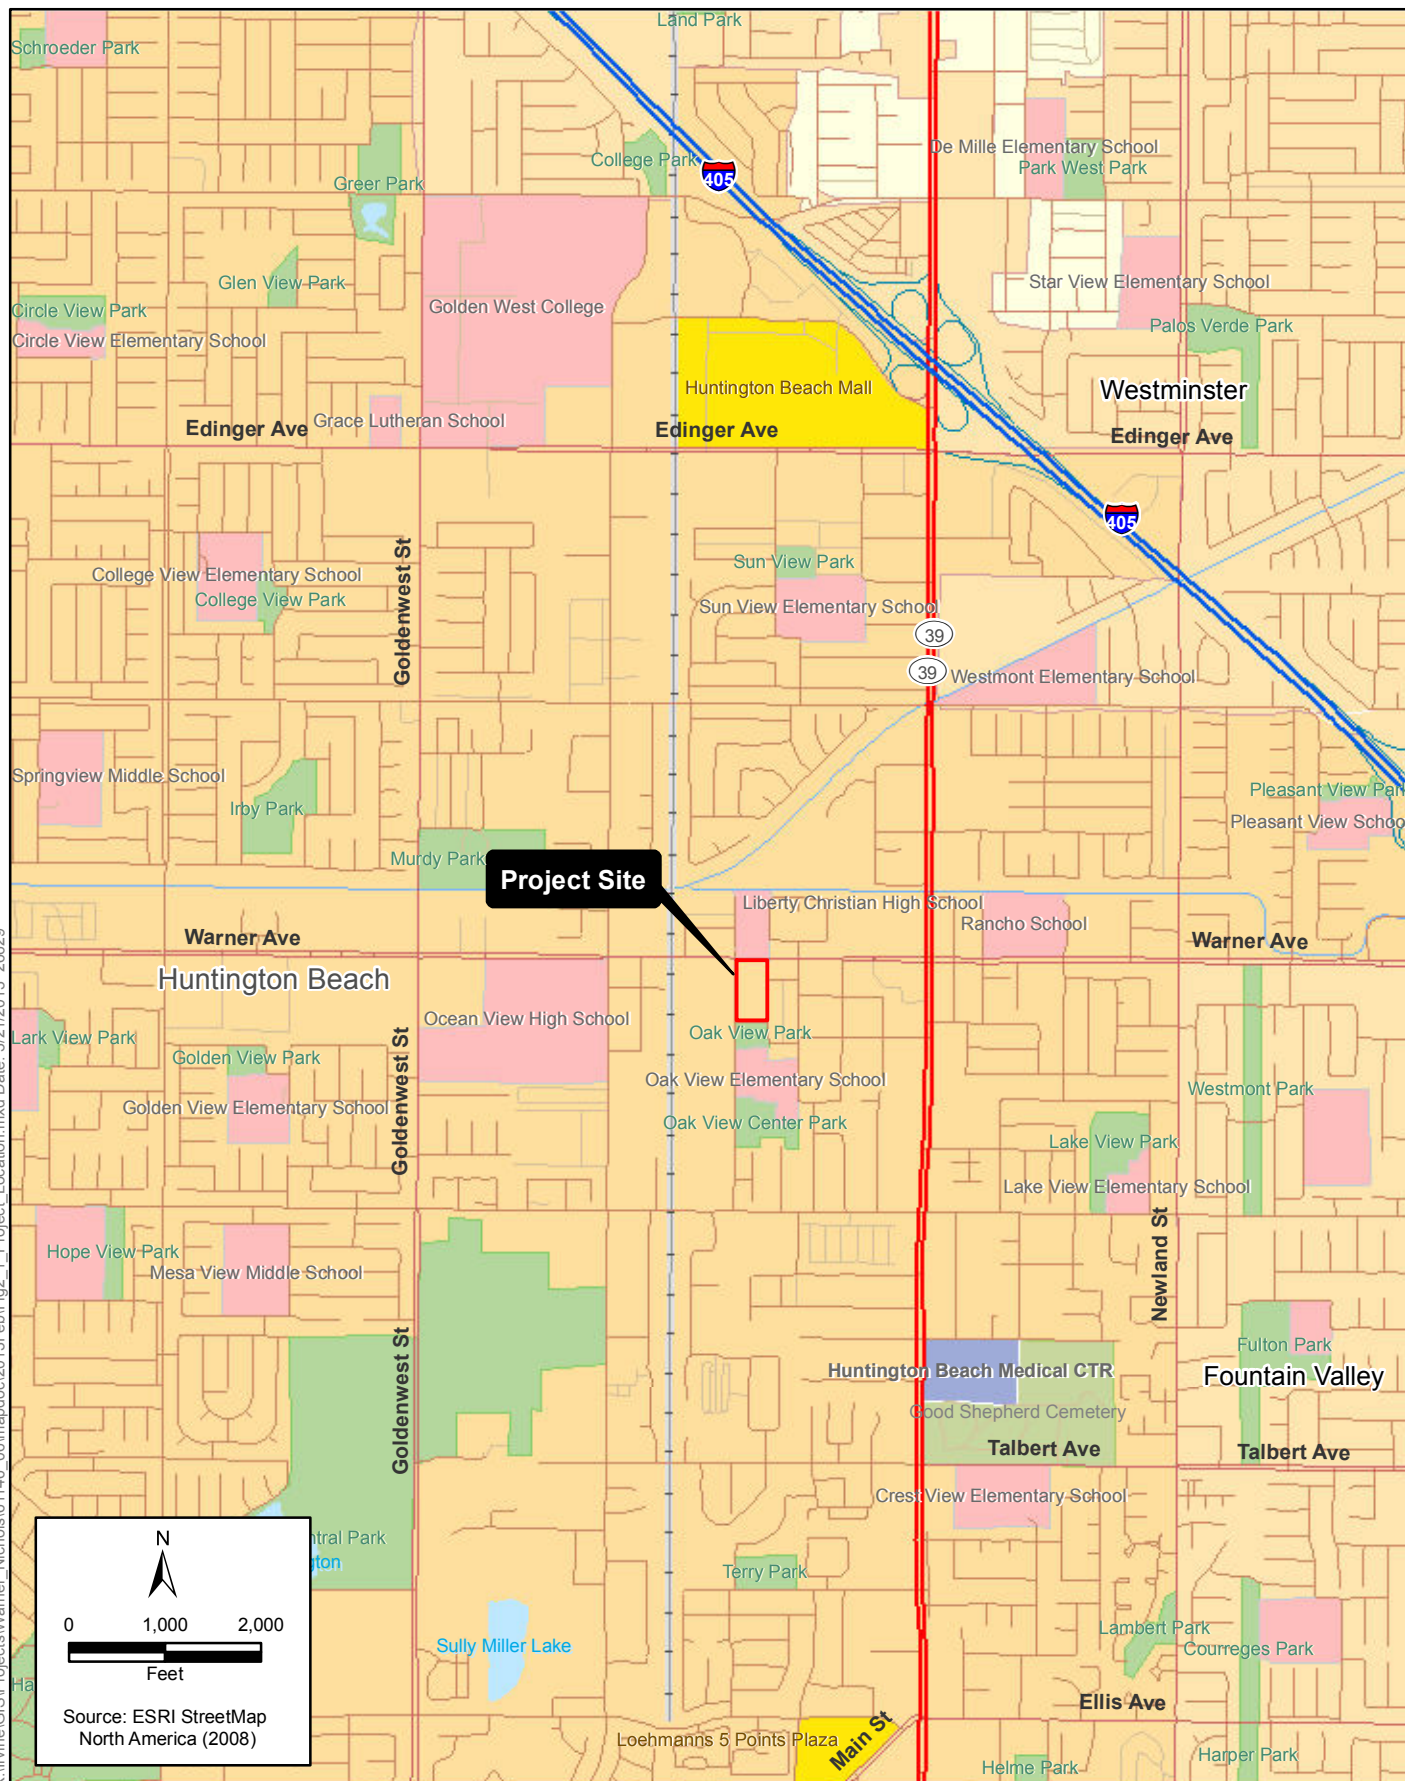 Land Park
Schroeder Park
De Mille Elementary School
College Park
Park West Park
405
Greer Park
Glen View Park
Star View Elementary School
Golden West College
Circle View Park
Palos Verde Park
Circle View Elementary School
Huntington Beach Mall
Westminster
Grace Lutheran School
Edinger Ave
Edinger Ave
Edinger Ave
405
Sun View Park
College View Elementary School
College View Park
Goldenwest St
Sun View Elementary School
39
39
Westmont Elementary School
Springview Middle School
Irby Park
Pleasant View Par
Pleasant View Schoo
Murdy Park
Project Site
Liberty Christian High School
Rancho School
Warner Ave
Warner Ave
Huntington Beach
Ocean View High School
Oak View Park
Lark View Park
Golden View Park
Goldenwest St
Oak View Elementary School
Westmont Park
Golden View Elementary School
Oak View Center Park
Lake View Park
Lake View Elementary School
Hope View Park
Mesa View Middle School
Newland St
Fulton Park
Goldenwest St
Huntington Beach Medical CTR
Fountain Valley
Good Shepherd Cemetery
Talbert Ave
Talbert Ave
Crest View Elementary School
ntral Park
gton
Terry Park
Lambert Park
Sully Miller Lake
Courreges Park
Ha
Ellis Ave
Loehmanns 5 Points Plaza
Main St
Harper Park
Helme Park
N
0 1,000 2,000
Feet
Source: ESRI StreetMap
North America (2008)